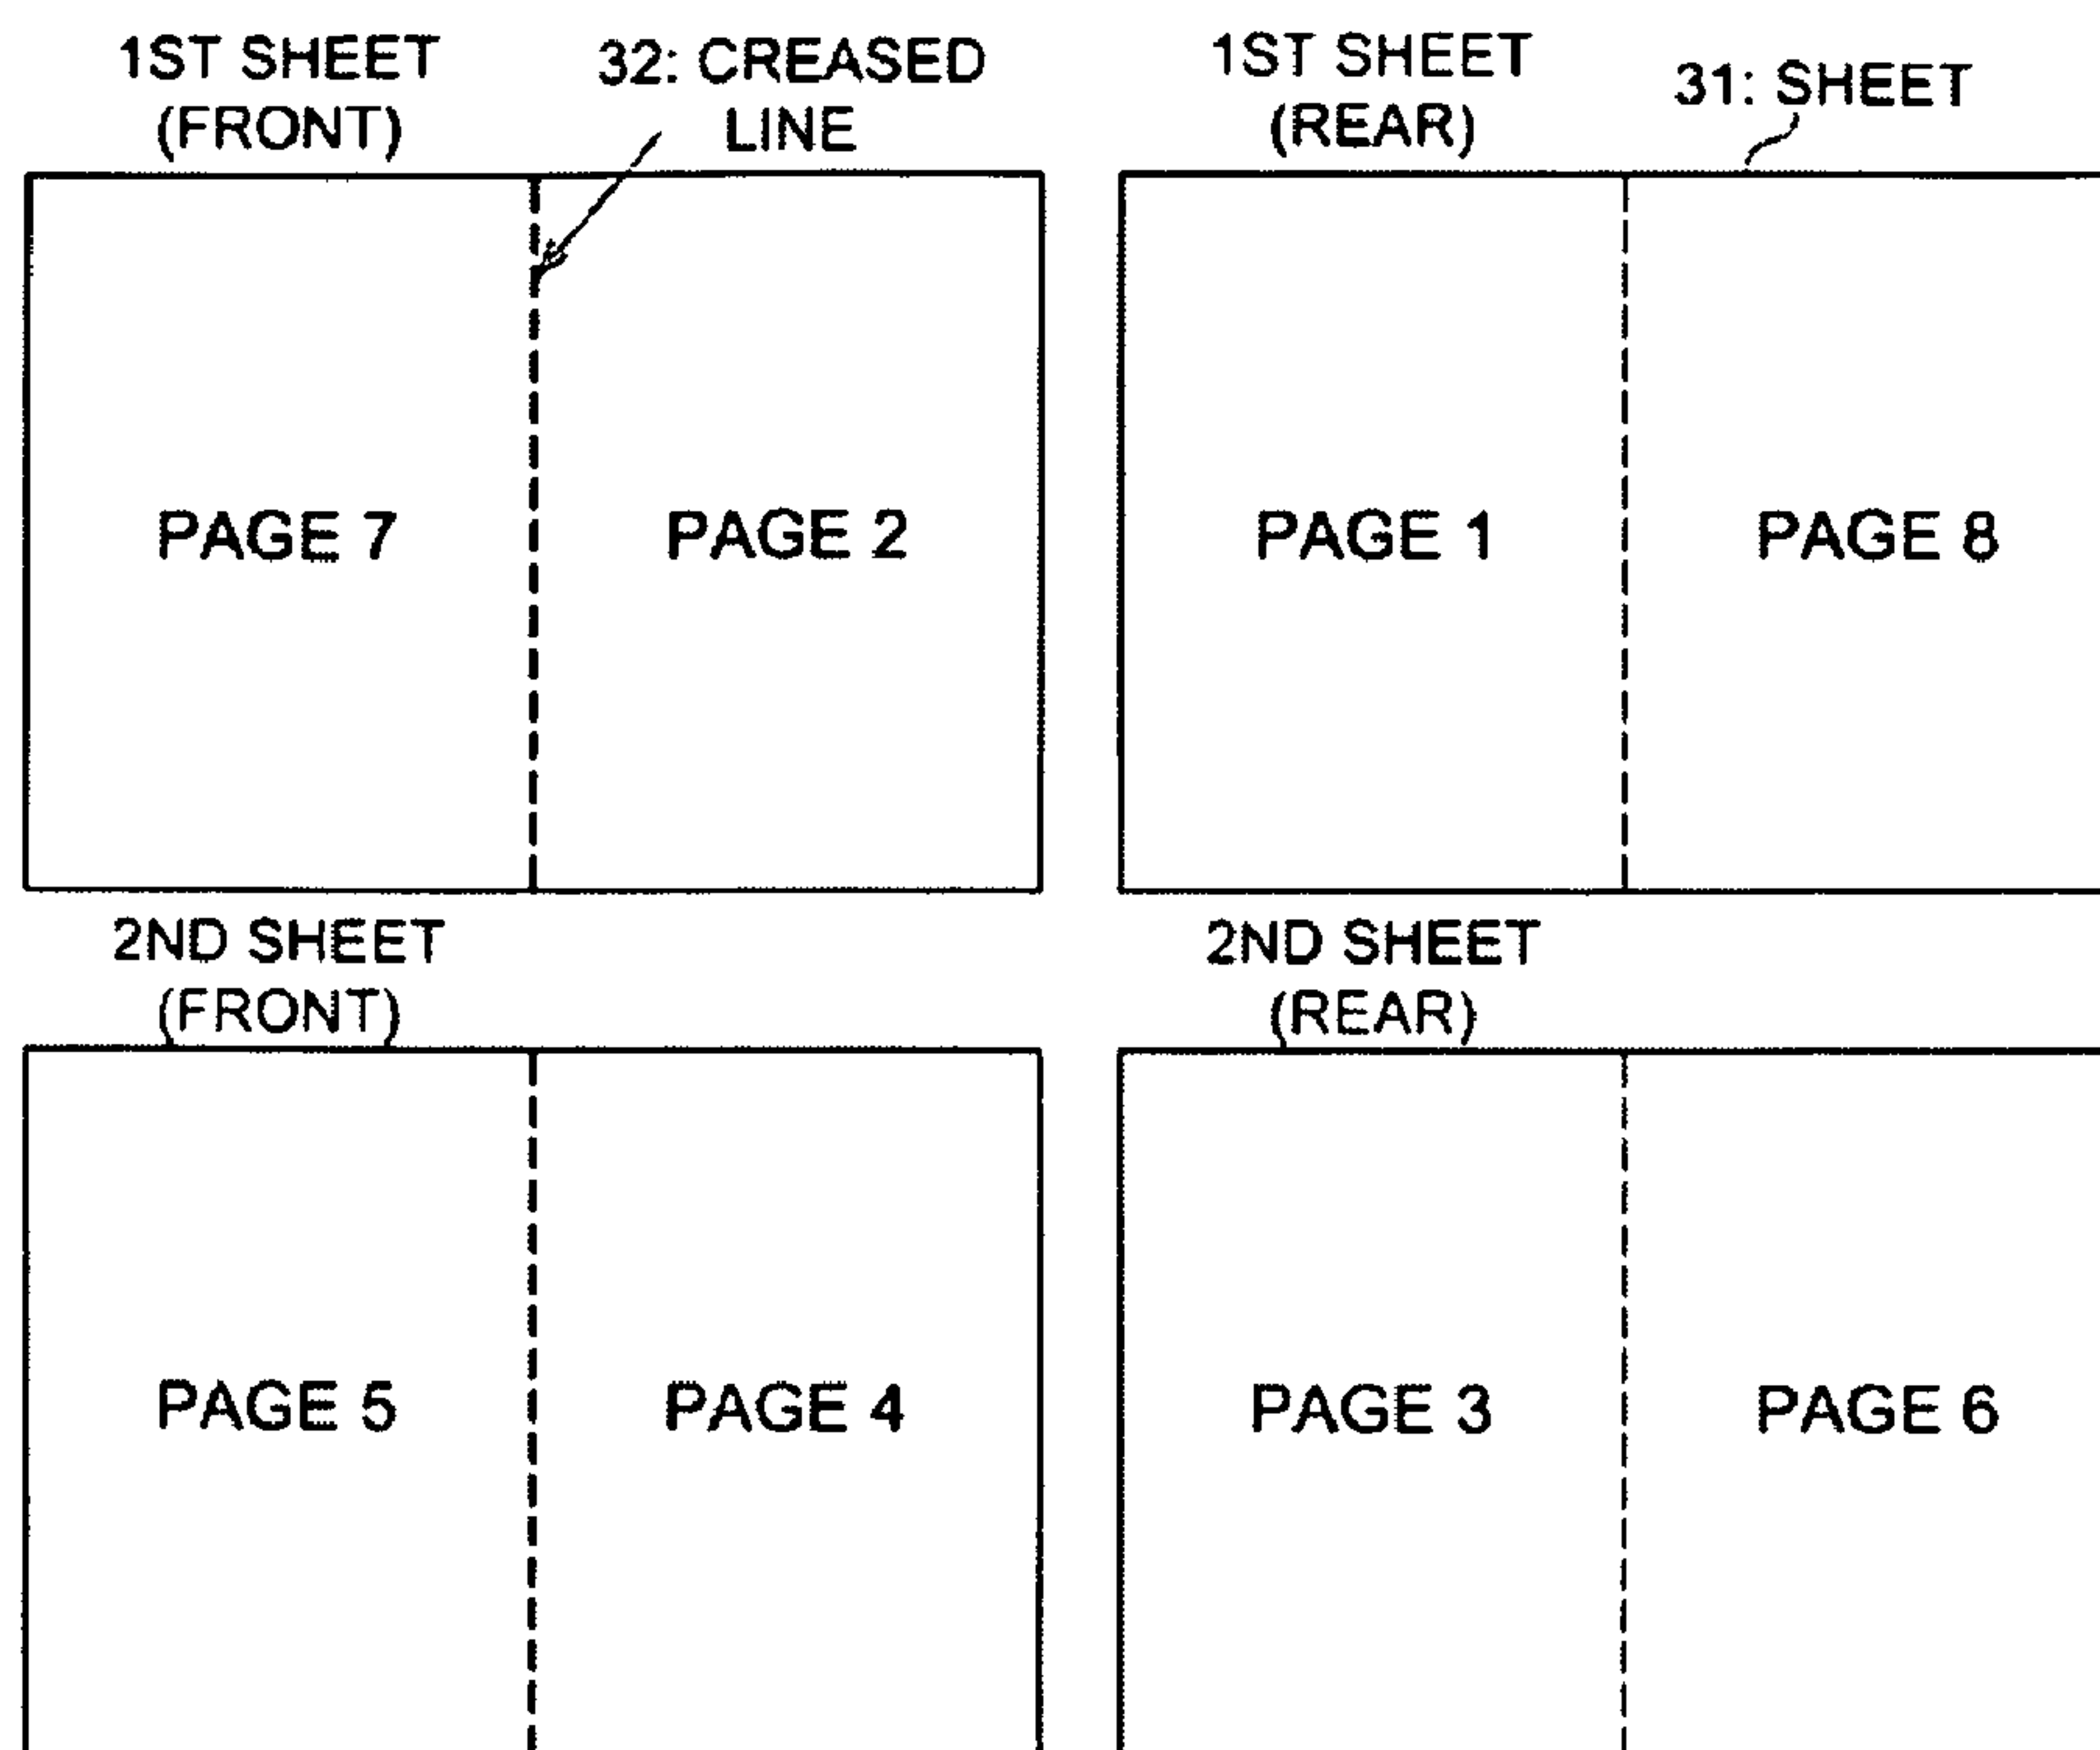 1ST SHEET
(FRONT)
32: CREASED
LINE
1ST SHEET
(REAR)
31: SHEET
PAGE 7
PAGE 2
PAGE 1
PAGE 8
2ND SHEET
(FRONT)
2ND SHEET
(REAR)
PAGE 5
PAGE 4
PAGE 3
PAGE 6